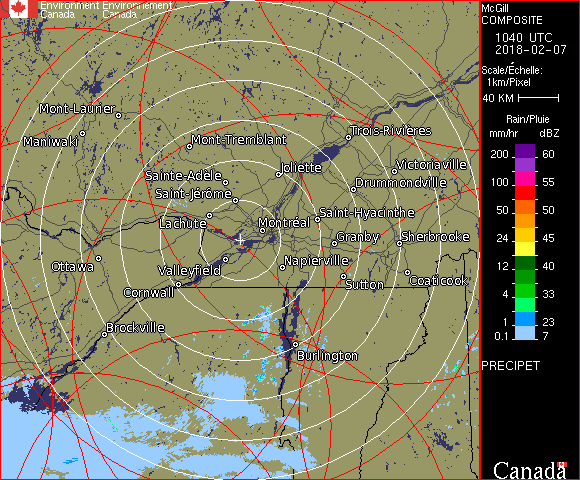 Environment Environnement
Canada Canada
McGill
COMPOSITE
1040 UTC
2018-02-07
Scale/Échelle:
1km/Pixel
40 KM
Rain/Pluie
mm/hr dBZ
200 60
100 55
50 50
24 45
12 40
4 33
1 23
0.1 7
PRECIPET
Canada
Mont-Laurier
Maniwaki
Mont-Tremblant
Trois-Rivières
Joliette
Victoriaville
Sainte-Adèle
Drummondville
Saint-Jérôme
Saint-Hyacinthe
Lachute
Montréal
Granby
Sherbrooke
Ottawa
Valleyfield
Napierville
Cornwall
Sutton
Coaticook
Brockville
Burlington